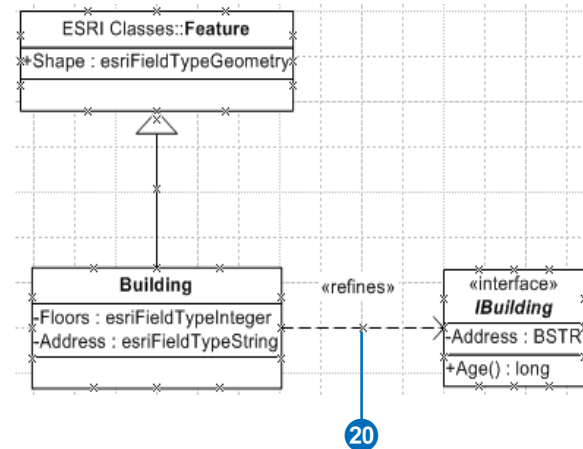 ESRI Classes::Feature
+Shape : esriFieldTypeGeometry
Building
-Floors : esriFieldTypeInteger
-Address : esriFieldTypeString
«refines»
«interface»
IBuilding
-Address : BSTR
+Age() : long
20